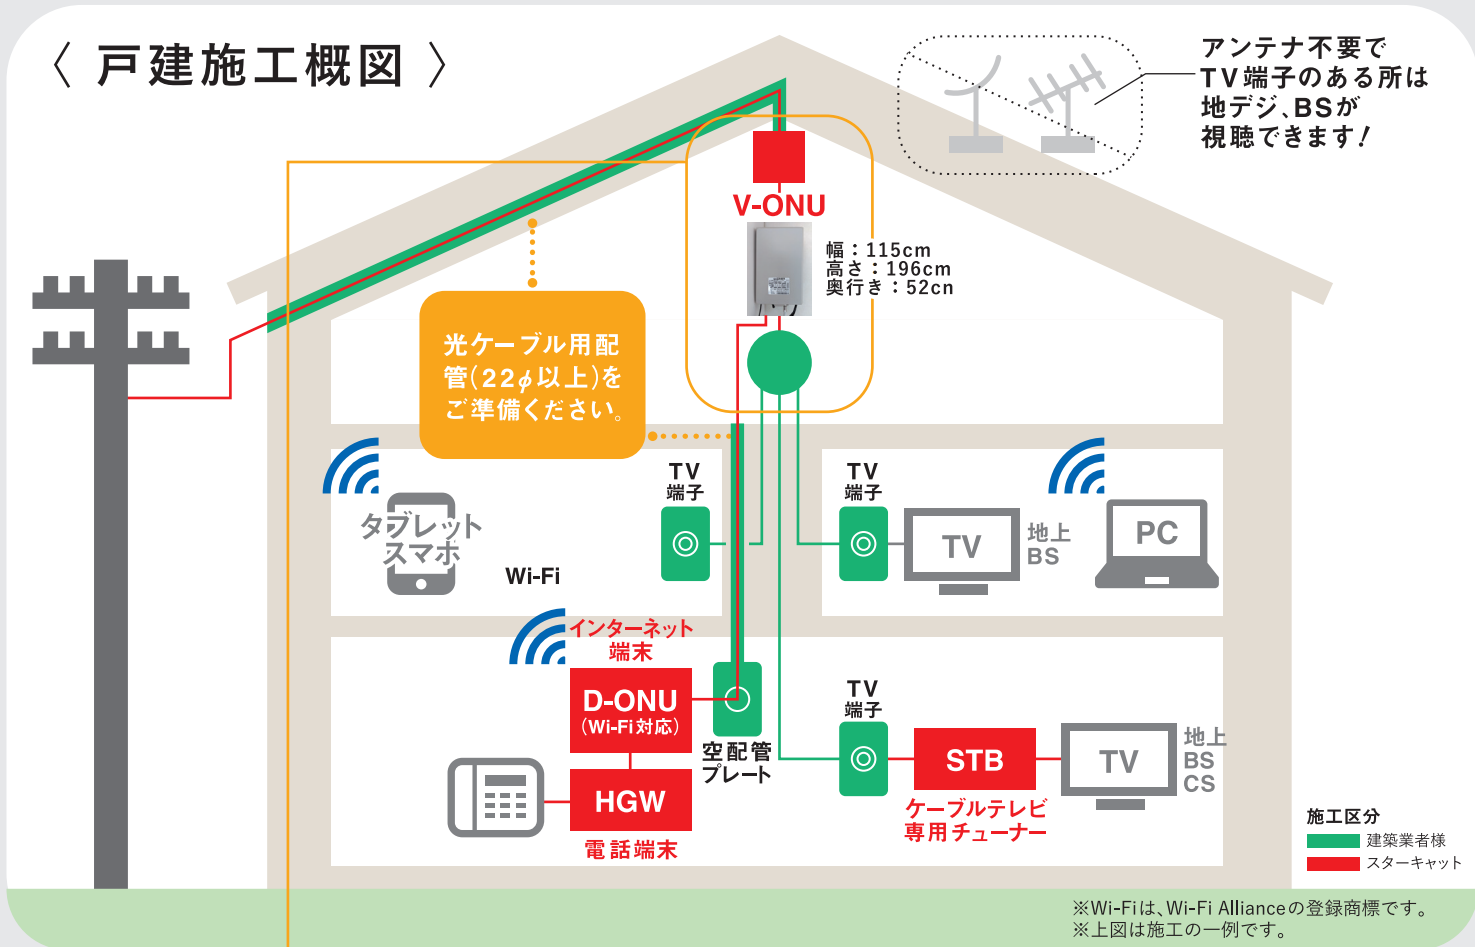 〈 戸建施工概図 〉
アンテナ不要で
TV端子のある所は
地デジ、BSが
視聴できます!
V-ONU
幅：115cm
高さ：196cm
奥行き：52cn
光ケーブル用配
管(22φ以上)を
ご準備ください。
タブレット
スマホ
Wi-Fi
TV
端子
TV
端子
TV
地上
BS
PC
インターネット
端末
D-ONU
(Wi-Fi対応)
空配管
プレート
HGW
電話端末
TV
端子
STB
ケーブルテレビ
専用チューナー
TV
地上
BS
CS
施工区分
建築業者様
スターキャット
※Wi-Fiは、Wi-Fi Allianceの登録商標です。
※上図は施工の一例です。